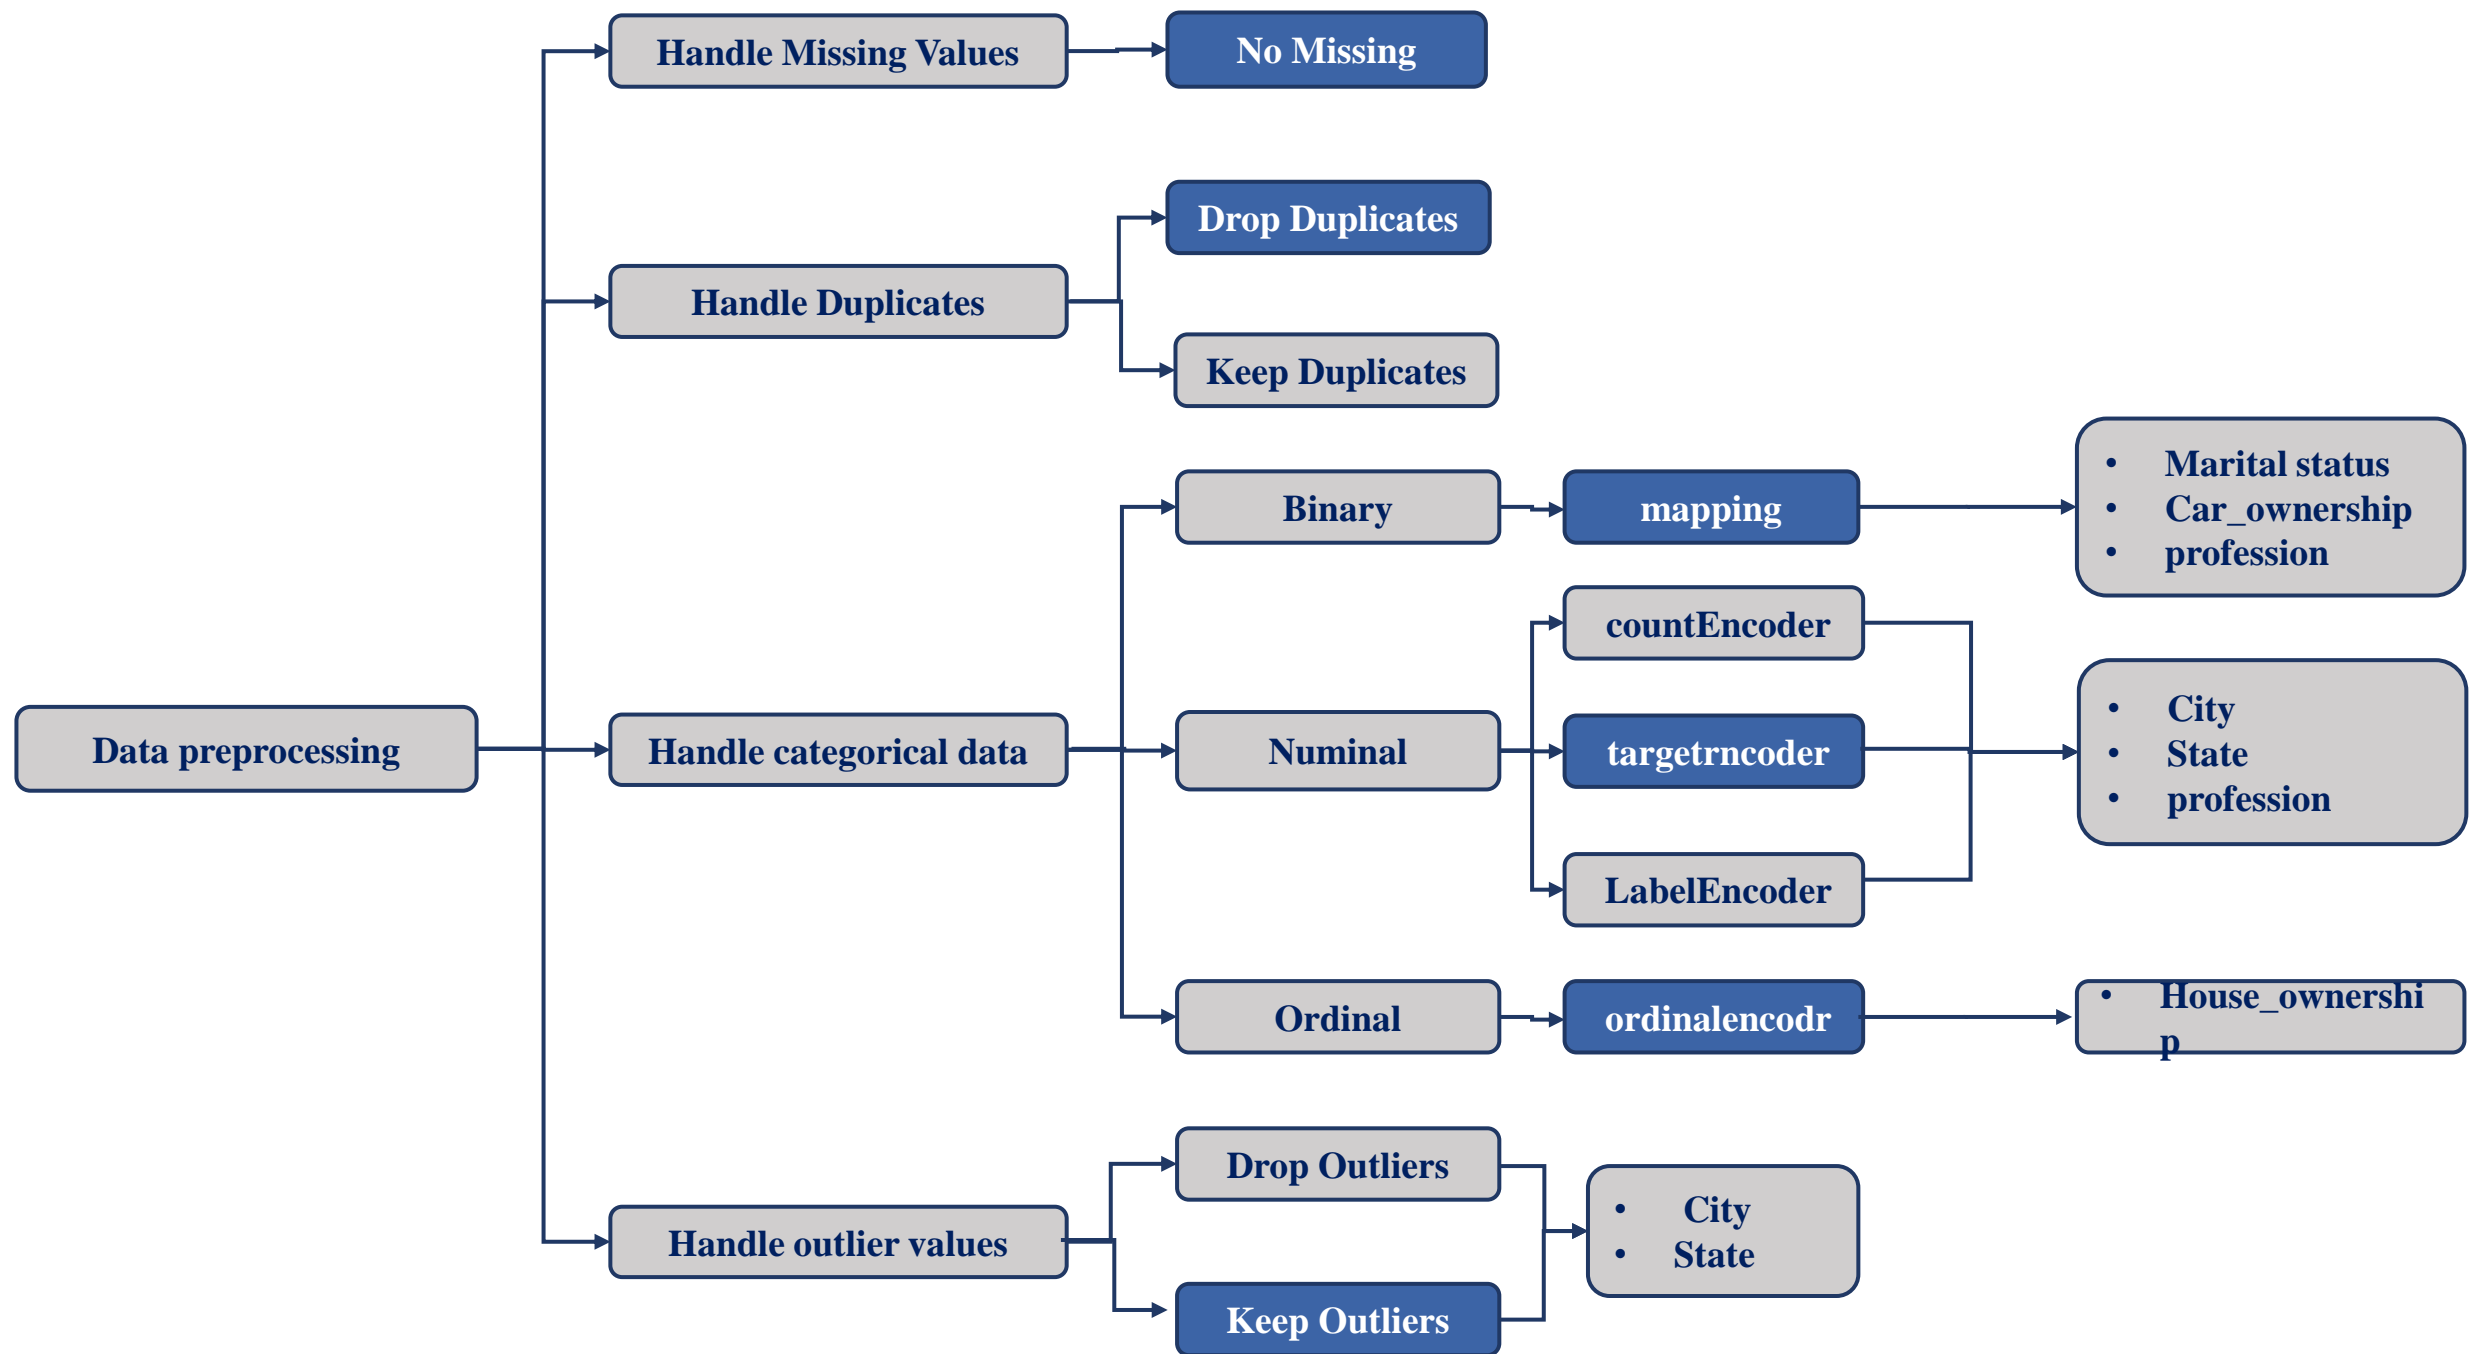 Handle Missing Values
No Missing
Drop Duplicates
Handle Duplicates
Keep Duplicates
Binary
mapping
• Marital status
• Car_ownership
• profession
countEncoder
Data preprocessing
Handle categorical data
Numinal
targetrncoder
• City
• State
• profession
LabelEncoder
Ordinal
ordinalencodr
• House_ownershi
p
Drop Outliers
Handle outlier values
Keep Outliers
• City
• State